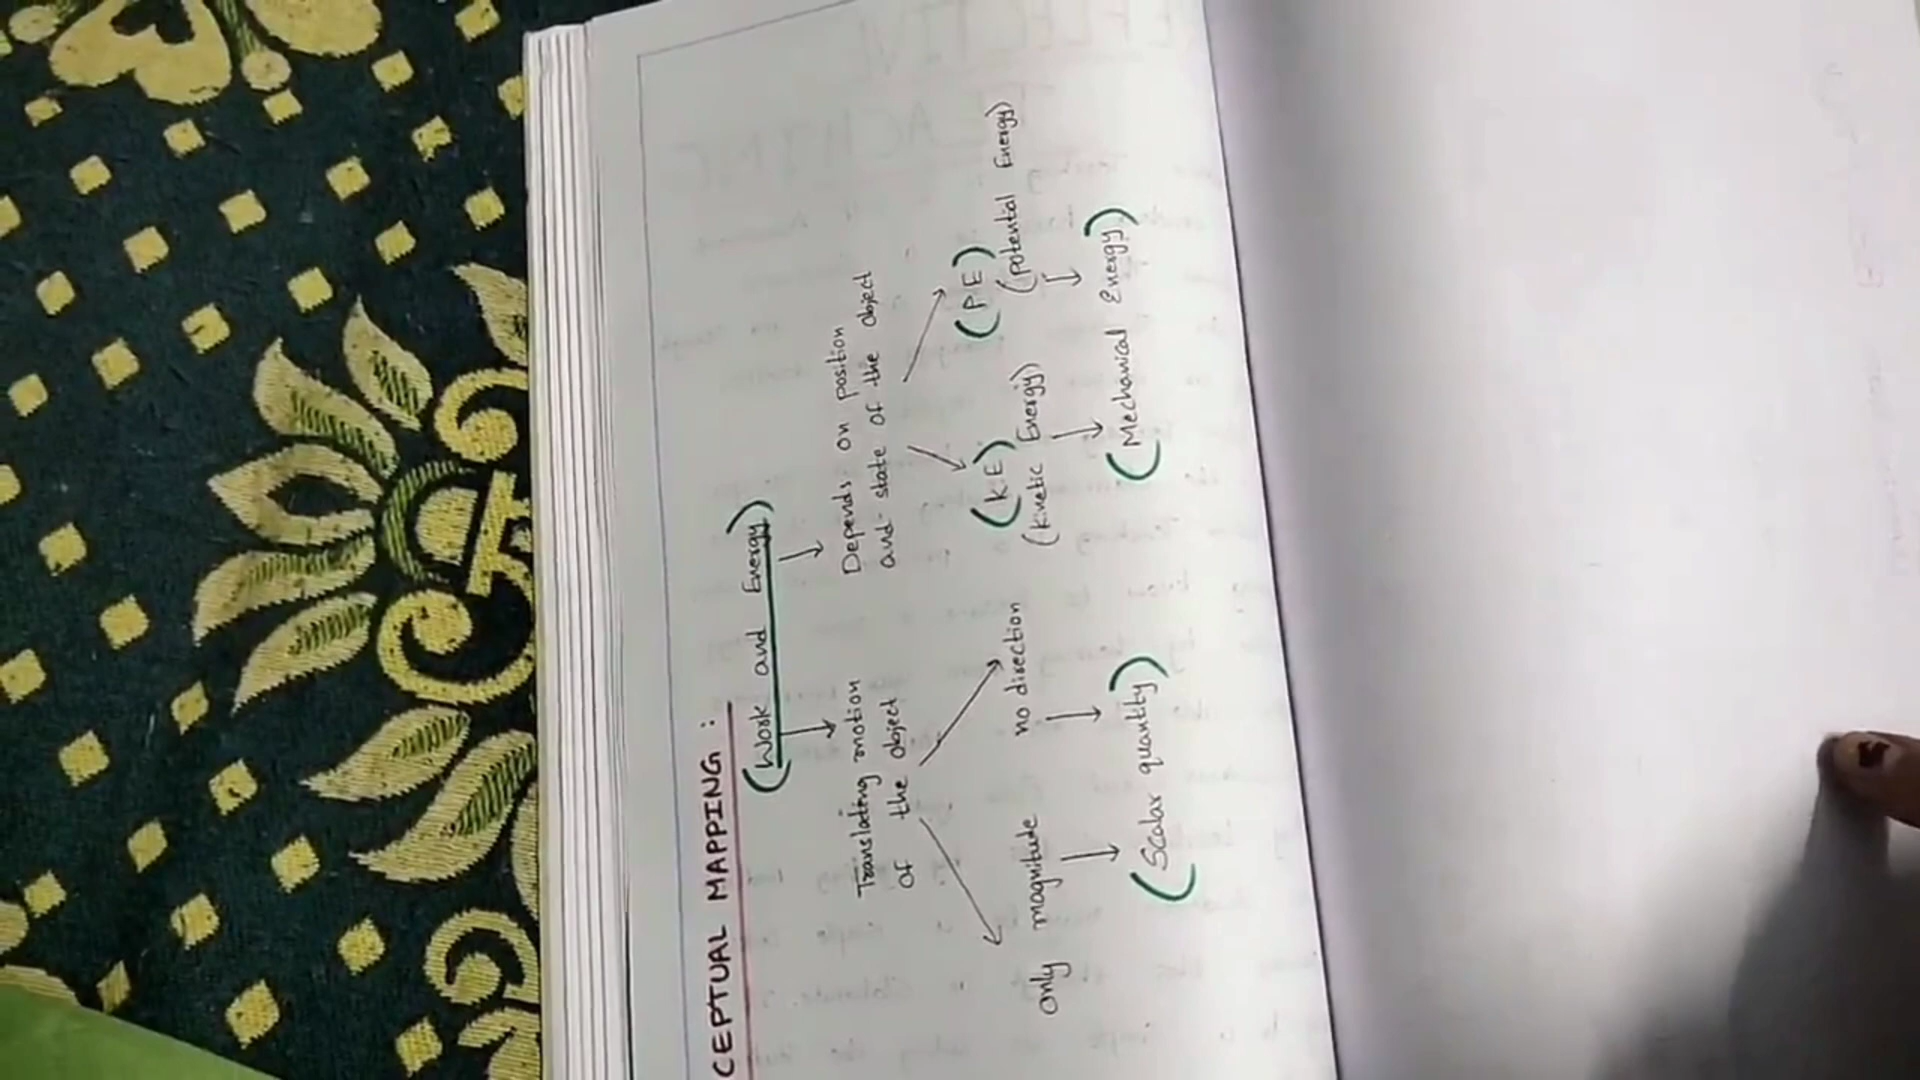 CEPTUAL MAPPING:
(Work and Energy)
Translating motion
of the object
Depends on position
and state of the object
only magnitude
no direction
(Scalar quantity)
(KE)
(Kinetic Energy)
(PE)
(Potential Energy)
(Mechanical Energy)